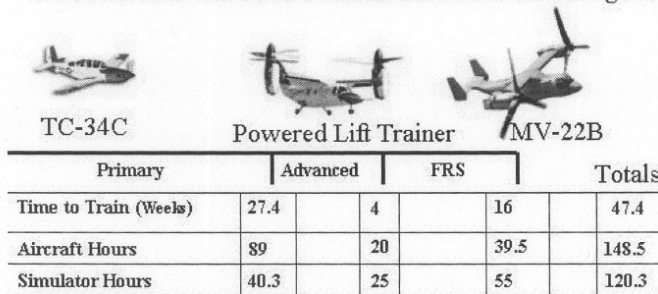 TC-34C
Powered Lift Trainer
MV-22B
Primary Advanced FRS Totals
Time to Train (Weeks) 27.4 4 16 47.4
Aircraft Hours 89 20 39.5 148.5
Simulator Hours 40.3 25 55 120.3